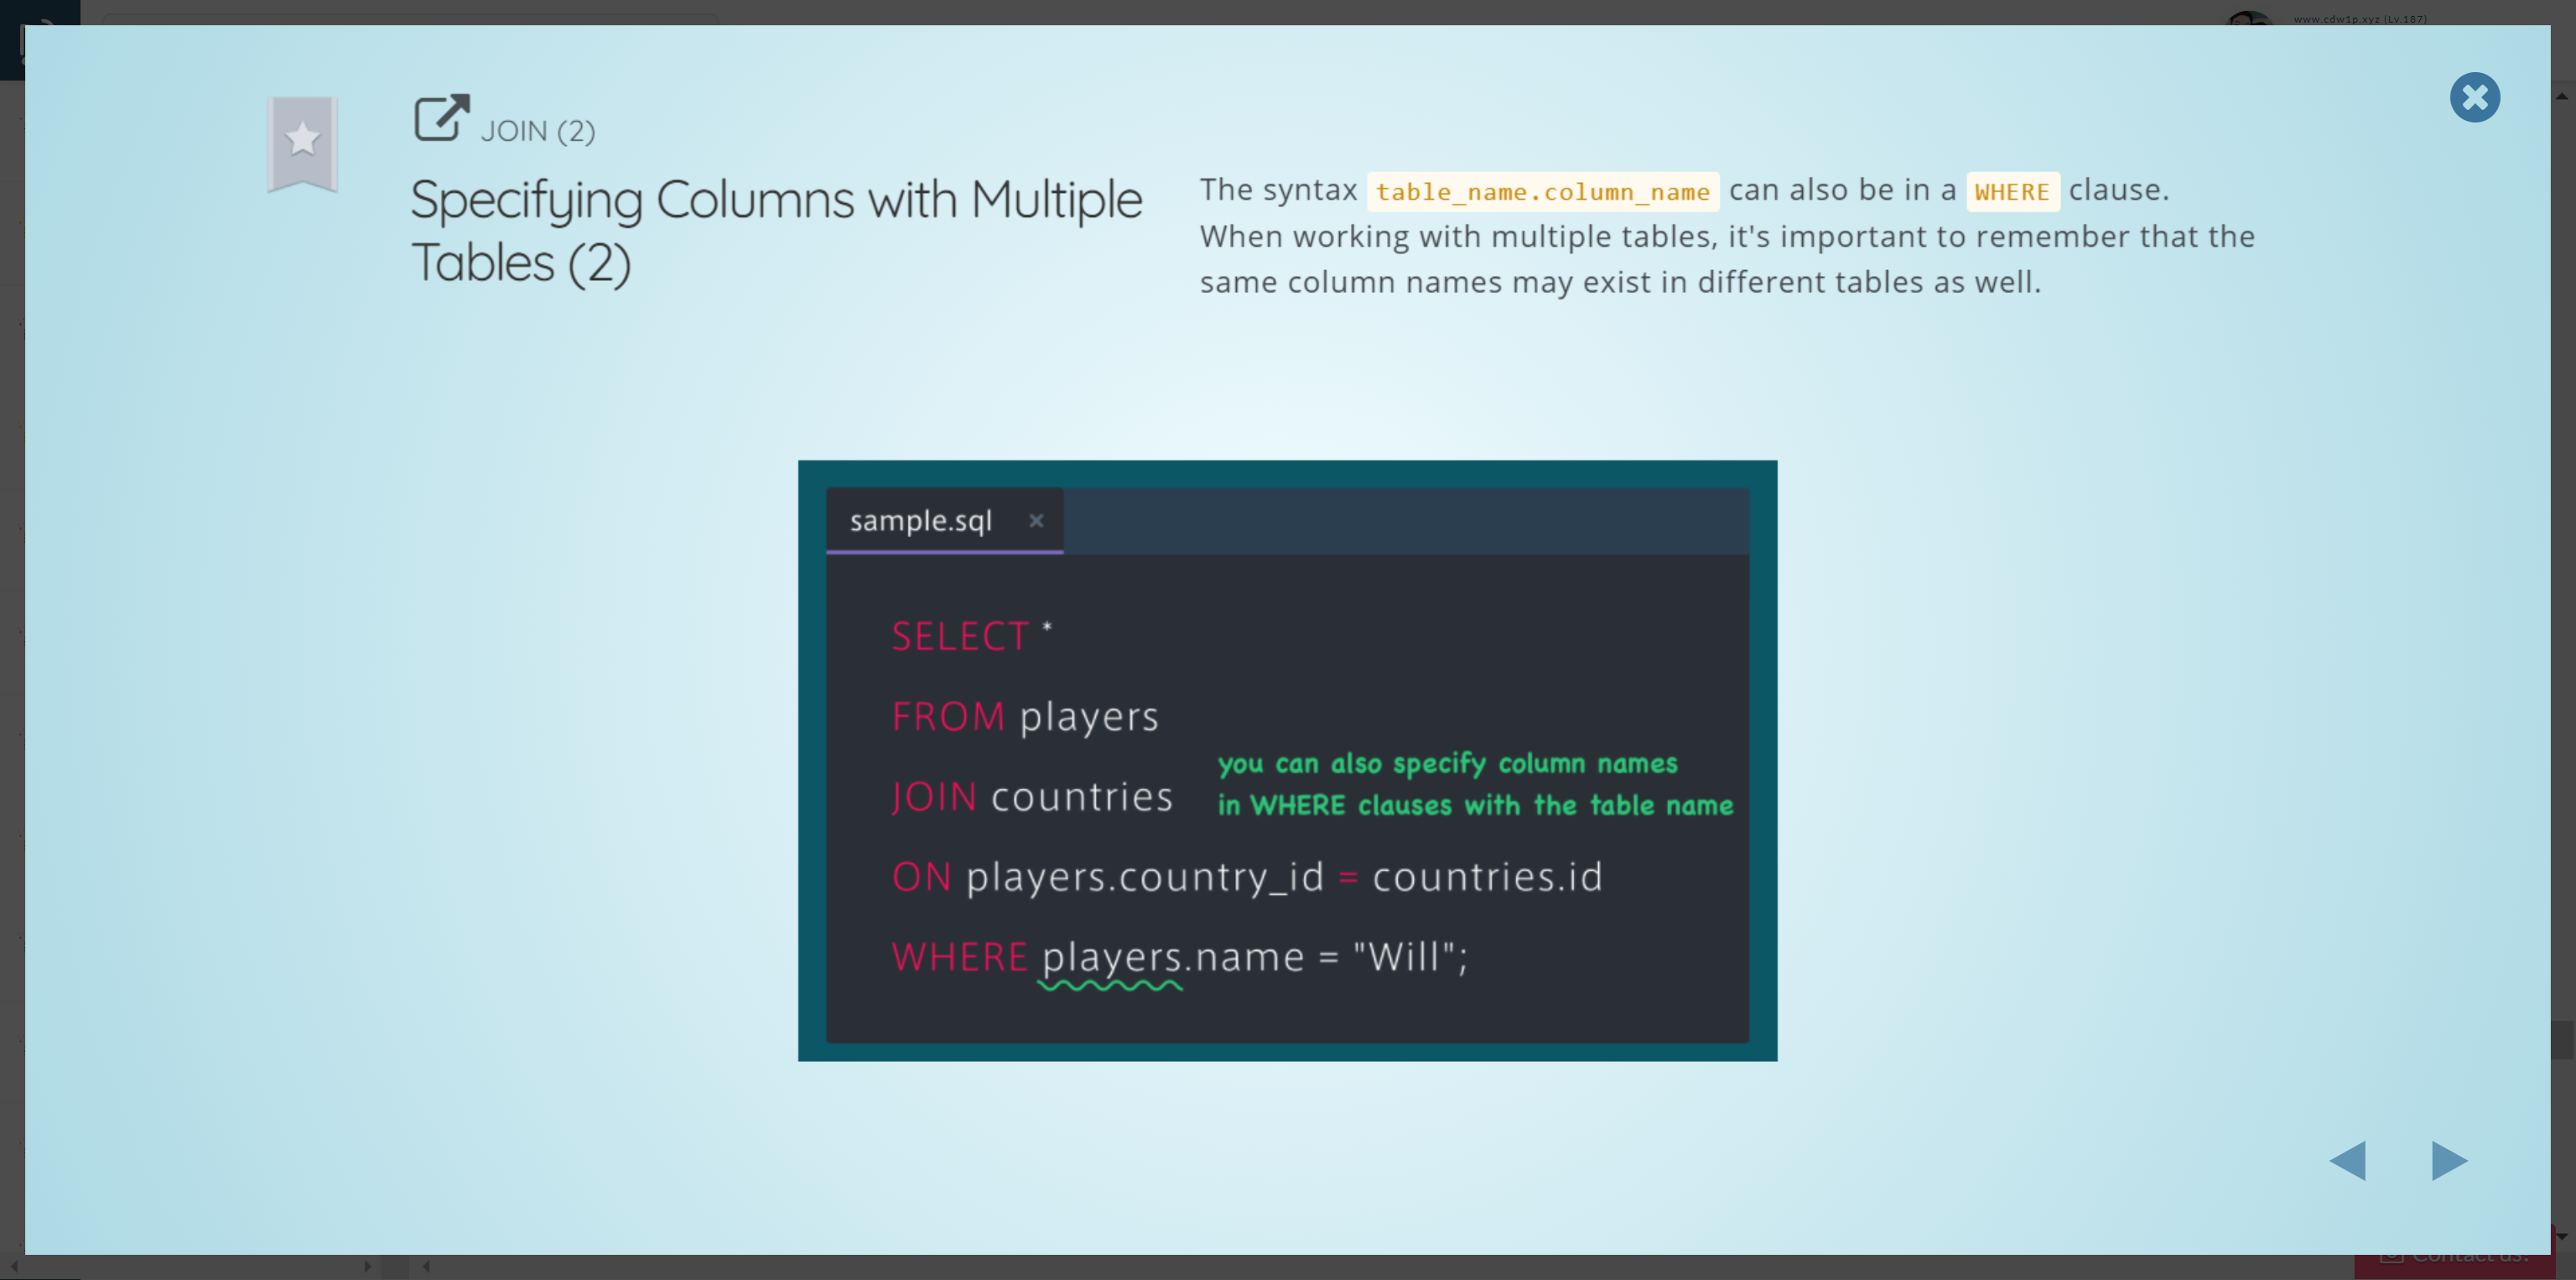 www.cdw1p.xyz (Lv.187)
JOIN (2)
Specifying Columns with Multiple
Tables (2)
The syntax table_name.column_name can also be in a WHERE clause.
When working with multiple tables, it's important to remember that the
same column names may exist in different tables as well.
sample.sql
SELECT *
FROM players
you can also specify column names
JOIN countries
in WHERE clauses with the table name
ON players.country_id = countries.id
WHERE players.name = "Will";
Contact us!